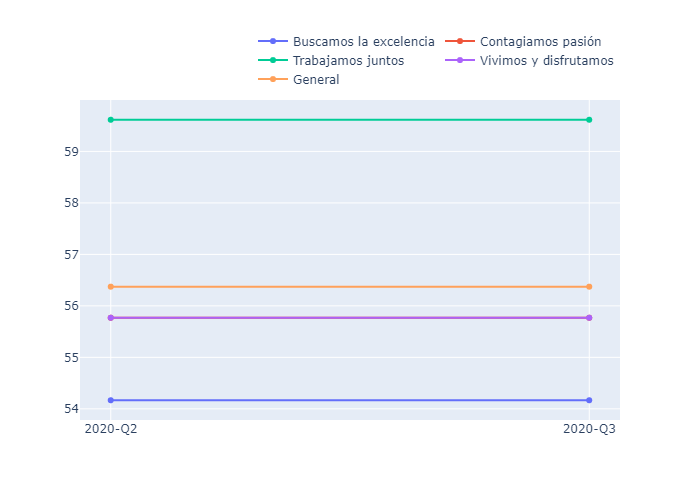 Buscamos la excelencia Contagiamos pasión
Trabajamos juntos Vivimos y disfrutamos
General
59
58
57
56
55
54
2020-Q2 2020-Q3